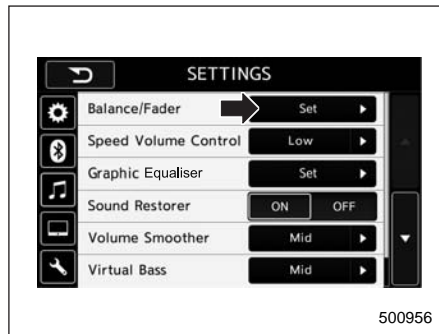 SETTINGS
Balance/Fader Set
Speed Volume Control Low
Graphic Equaliser Set
Sound Restorer ON OFF
Volume Smoother Mid
Virtual Bass Mid
500956